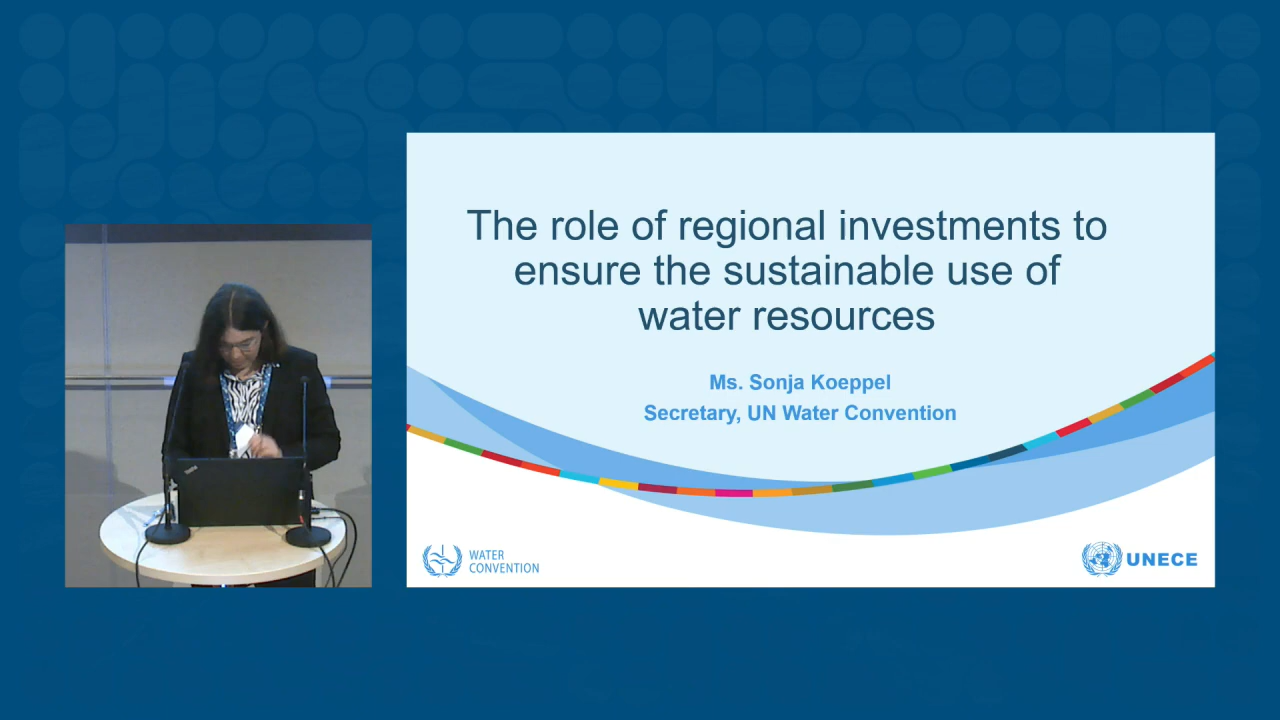 The role of regional investments to
ensure the sustainable use of
water resources
Ms. Sonja Koeppel
Secretary, UN Water Convention
WATER
CONVENTION
UNECE